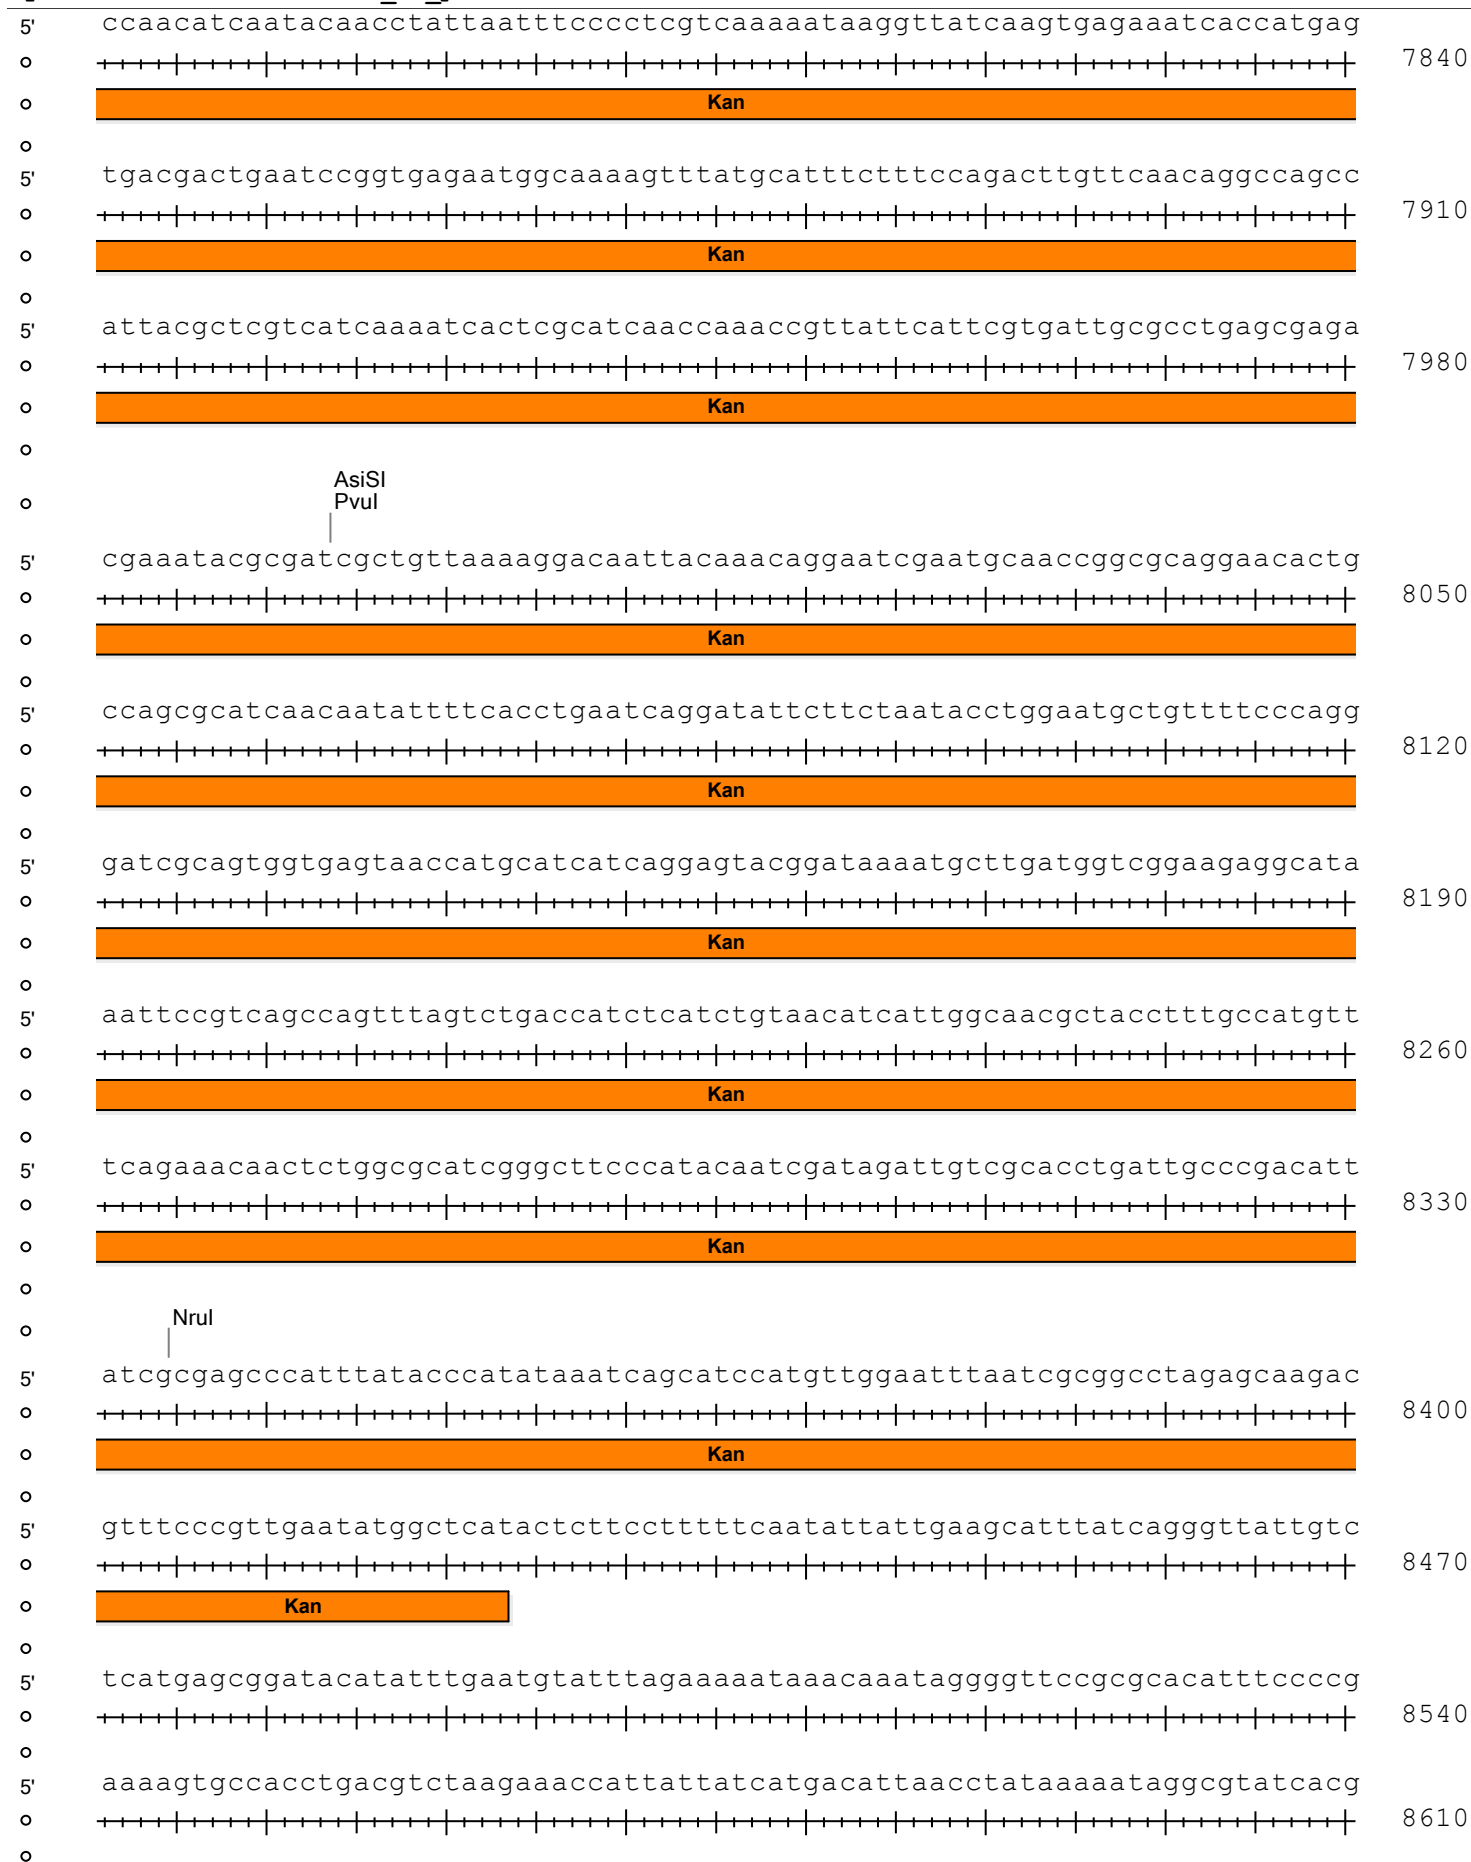 5' ccaacatcaatacaacctattaatttcccctcgtcaaaaataaggttatcaagtgagaaatcaccatgag
7840
Kan
5' tgacgactgaatccggtgagaatggcaaaagtttatgcatttctttccagacttgttcaacaggccagcc
7910
Kan
5' attacgctcgtcatcaaaatcactcgcatcaaccaaaccgttattcattcgtgattgcgcctgagcgaga
7980
Kan
AsiSI
PvuI
5' cgaaatacgcgatcgctgttaaaaggacaattacaaacaggaatcgaatgcaaccggcgcaggaacactg
8050
Kan
5' ccagcgcatcaacaatattttcacctgaatcaggatattcttctaatacctggaatgctgttttcccagg
8120
Kan
5' gatcgcagtggtgagtaaccatgcatcatcaggagtacggataaaatgcttgatggtcggaagaggcata
8190
Kan
5' aattccgtcagccagtttagtctgaccatctcatctgtaacatcattggcaacgctacctttgccatgtt
8260
Kan
5' tcagaaacaactctggcgcatcgggcttcccatacaatcgatagattgtcgcacctgattgcccgacatt
8330
Kan
NruI
5' atcgcgagcccatttatacccatataaatcagcatccatgttggaatttaatcgcggcctagagcaagac
8400
Kan
5' gtttcccgttgaatatggctcatactcttcctttttcaatattattgaagcatttatcagggttattgtc
8470
Kan
5' tcatgagcggatacatatttgaatgtatttagaaaaataaacaaataggggttccgcgcacatttccccg
8540
5' aaaagtgccacctgacgtctaagaaaccattattatcatgacattaacctataaaaataggcgtatcacg
8610